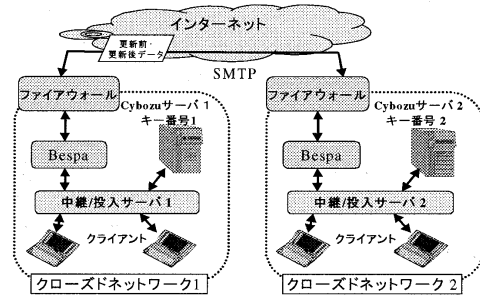 インターネット
更新前・
更新後データ
SMTP
ファイアウォール
Cybozuサーバ 1
キー番号1
Bespa
中継/投入サーバ 1
クライアント
クローズドネットワーク1
ファイアウォール
Cybozuサーバ 2
キー番号 2
Bespa
中継/投入サーバ 2
クライアント
クローズドネットワーク 2